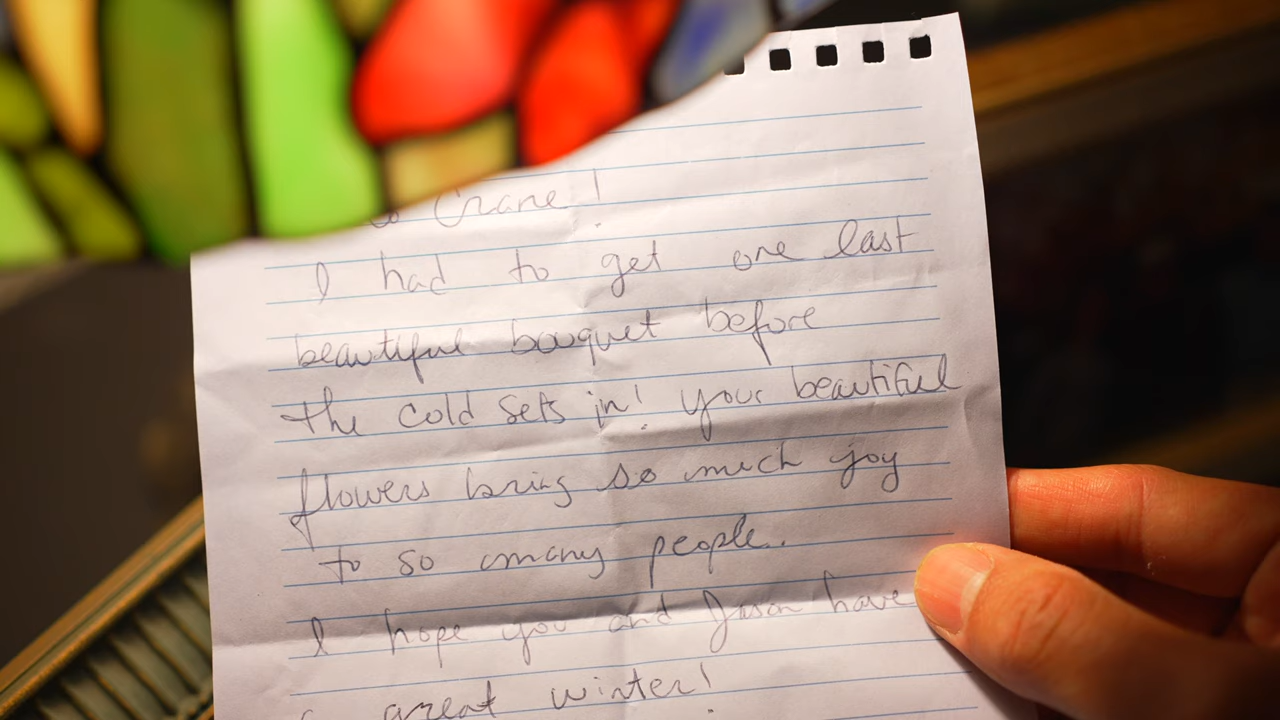 Crane!
I had to get one last
beautiful bouquet before
the cold sets in! Your beautiful
flowers bring so much joy
to so many people.
I hope you and Jason have
a great winter!